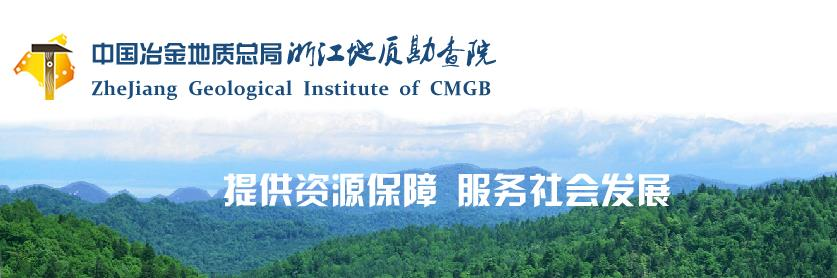 中国冶金地质总局浙江地质勘查院
ZheJiang Geological Institute of CMGB
提供资源保障 服务社会发展